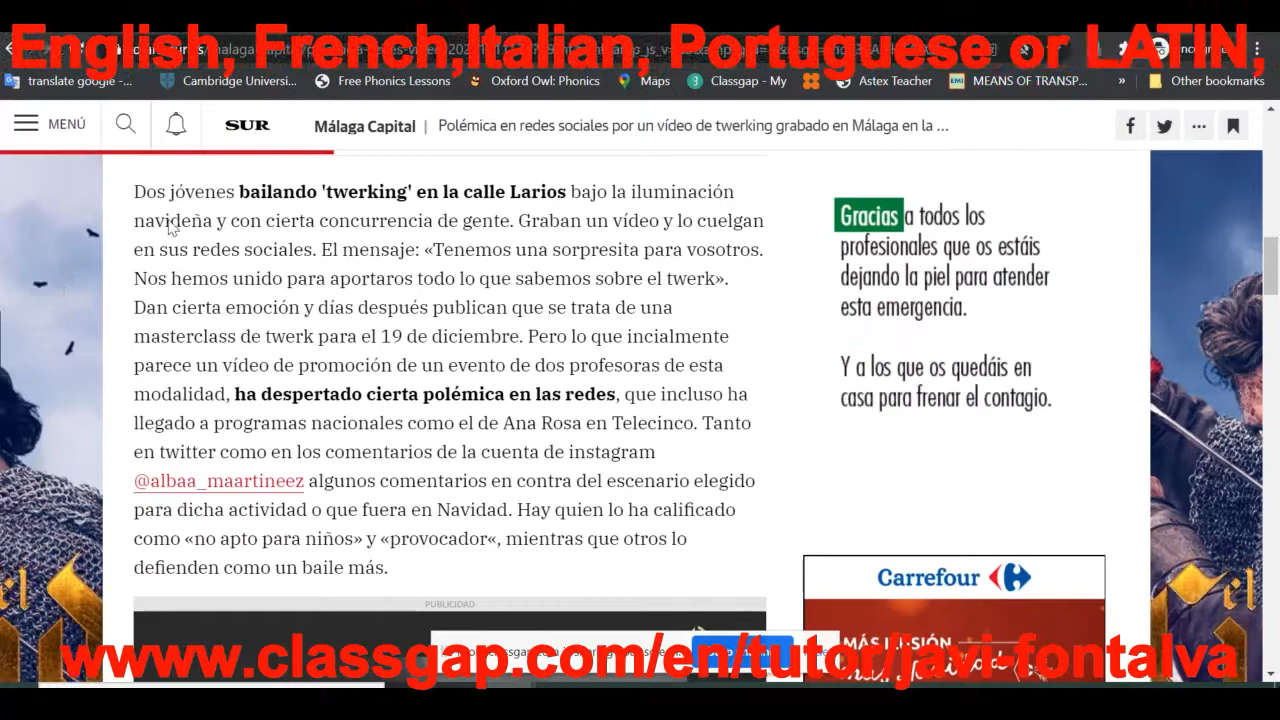 English, French,Italian, Portuguese or LATIN,
translate google -...
Cambridge Universi...
Free Phonics Lessons
Oxford Owl: Phonics
Maps
Classgap - My
Astex Teacher
MEANS OF TRANSP...
»
Other bookmarks
MENÚ
SUR
Málaga Capital | Polémica en redes sociales por un vídeo de twerking grabado en Málaga en la ...
Dos jóvenes bailando 'twerking' en la calle Larios bajo la iluminación
navideña y con cierta concurrencia de gente. Graban un vídeo y lo cuelgan
en sus redes sociales. El mensaje: «Tenemos una sorpresita para vosotros.
Nos hemos unido para aportaros todo lo que sabemos sobre el twerk».
Dan cierta emoción y días después publican que se trata de una
masterclass de twerk para el 19 de diciembre. Pero lo que incialmente
parece un vídeo de promoción de un evento de dos profesoras de esta
modalidad, ha despertado cierta polémica en las redes, que incluso ha
llegado a programas nacionales como el de Ana Rosa en Telecinco. Tanto
en twitter como en los comentarios de la cuenta de instagram
@albaa_maartineez algunos comentarios en contra del escenario elegido
para dicha actividad o que fuera en Navidad. Hay quien lo ha calificado
como «no apto para niños» y «provocador«, mientras que otros lo
defienden como un baile más.
PUBLICIDAD
Gracias a todos los
profesionales que os estáis
dejando la piel para atender
esta emergencia.
Y a los que os quedáis en
casa para frenar el contagio.
Carrefour
MÁS ILUSIÓN
www.classgap.com/en/tutor/javi-fontalva